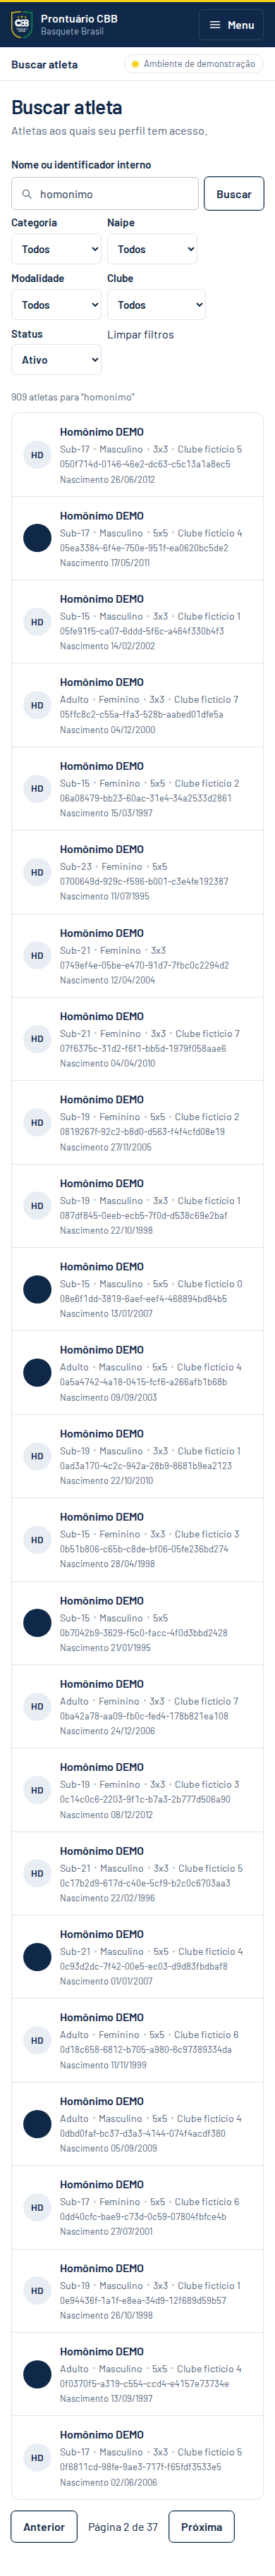 CBB
Prontuário CBB
Basquete Brasil
Menu
Buscar atleta
Ambiente de demonstração
Buscar atleta
Atletas aos quais seu perfil tem acesso.
Nome ou identificador interno
homonimo
Buscar
Categoria
Naipe
Todos
Todos
Modalidade
Clube
Todos
Todos
Status
Limpar filtros
Ativo
909 atletas para "homonimo"
HD
Homônimo DEMO
Sub-17 • Masculino • 3x3 • Clube fictício 5
050f714d-0146-46e2-dc63-c5c13a1a8ec5
Nascimento 26/06/2012
Homônimo DEMO
Sub-17 • Masculino • 5x5 • Clube fictício 4
05ea3384-6f4e-750e-951f-ea0620bc5de2
Nascimento 17/05/2011
HD
Homônimo DEMO
Sub-15 • Masculino • 3x3 • Clube fictício 1
05fe91f5-ca07-6ddd-5f6c-a464f330b4f3
Nascimento 14/02/2002
HD
Homônimo DEMO
Adulto • Feminino • 3x3 • Clube fictício 7
05ffc8c2-c55a-ffa3-528b-aabed01dfe5a
Nascimento 04/12/2000
HD
Homônimo DEMO
Sub-15 • Feminino • 5x5 • Clube fictício 2
06a08479-bb23-60ac-31e4-34a2533d2861
Nascimento 15/03/1997
HD
Homônimo DEMO
Sub-23 • Feminino • 5x5
0700649d-929c-f596-b001-c3e4fe192387
Nascimento 11/07/1995
HD
Homônimo DEMO
Sub-21 • Feminino • 3x3
0749ef4e-05be-e470-91d7-7fbc0c2294d2
Nascimento 12/04/2004
HD
Homônimo DEMO
Sub-21 • Feminino • 3x3 • Clube fictício 7
07f6375c-31d2-f6f1-bb5d-1979f058aae6
Nascimento 04/04/2010
HD
Homônimo DEMO
Sub-19 • Feminino • 5x5 • Clube fictício 2
0819267f-92c2-b8d0-d563-f4f4cfd08e19
Nascimento 27/11/2005
HD
Homônimo DEMO
Sub-19 • Masculino • 3x3 • Clube fictício 1
087df845-0eeb-ecb5-7f0d-d538c69e2baf
Nascimento 22/10/1998
Homônimo DEMO
Sub-15 • Masculino • 5x5 • Clube fictício 0
08e6f1dd-3819-6aef-eef4-468894bd84b5
Nascimento 13/01/2007
Homônimo DEMO
Adulto • Masculino • 5x5 • Clube fictício 4
0a5a4742-4a18-0415-fcf6-a266afb1b68b
Nascimento 09/09/2003
HD
Homônimo DEMO
Sub-19 • Masculino • 3x3 • Clube fictício 1
0ad3a170-4c2c-942a-28b9-8681b9ea2123
Nascimento 22/10/2010
HD
Homônimo DEMO
Sub-15 • Feminino • 3x3 • Clube fictício 3
0b51b806-c65b-c8de-bf06-05fe236bd274
Nascimento 28/04/1998
Homônimo DEMO
Sub-15 • Masculino • 5x5
0b7042b9-3629-f5c0-facc-4f0d3bbd2428
Nascimento 21/01/1995
HD
Homônimo DEMO
Adulto • Feminino • 3x3 • Clube fictício 7
0ba42a78-aa09-fb0c-fed4-178b821ea108
Nascimento 24/12/2006
HD
Homônimo DEMO
Sub-19 • Feminino • 3x3 • Clube fictício 3
0c14c0c6-2203-9f1c-b7a3-2b777d506a90
Nascimento 08/12/2012
HD
Homônimo DEMO
Sub-21 • Masculino • 3x3 • Clube fictício 5
0c17b2d9-617d-c40e-5cf9-b2c0c6703aa3
Nascimento 22/02/1996
Homônimo DEMO
Sub-21 • Masculino • 5x5 • Clube fictício 4
0c93d2dc-7f42-00e5-ec03-d9d83fbdbaf8
Nascimento 01/01/2007
HD
Homônimo DEMO
Adulto • Feminino • 5x5 • Clube fictício 6
0d18c658-6812-b705-a980-6c97389334da
Nascimento 11/11/1999
Homônimo DEMO
Adulto • Masculino • 5x5 • Clube fictício 4
0dbd0faf-bc37-d3a3-4144-074f4acdf380
Nascimento 05/09/2009
HD
Homônimo DEMO
Sub-17 • Feminino • 5x5 • Clube fictício 6
0dd40cfc-bae9-c73d-0c59-07804fbfce4b
Nascimento 27/07/2001
HD
Homônimo DEMO
Sub-19 • Masculino • 3x3 • Clube fictício 1
0e94436f-1a1f-e8ea-34d9-12f689d59b57
Nascimento 26/10/1998
Homônimo DEMO
Adulto • Masculino • 5x5 • Clube fictício 4
0f0370f5-a319-c554-ccd4-e4157e73734e
Nascimento 13/09/1997
HD
Homônimo DEMO
Sub-17 • Masculino • 3x3 • Clube fictício 5
0f6811cd-98fe-9ae3-717f-f65fdf3533e5
Nascimento 02/06/2006
Anterior
Página 2 de 37
Próxima